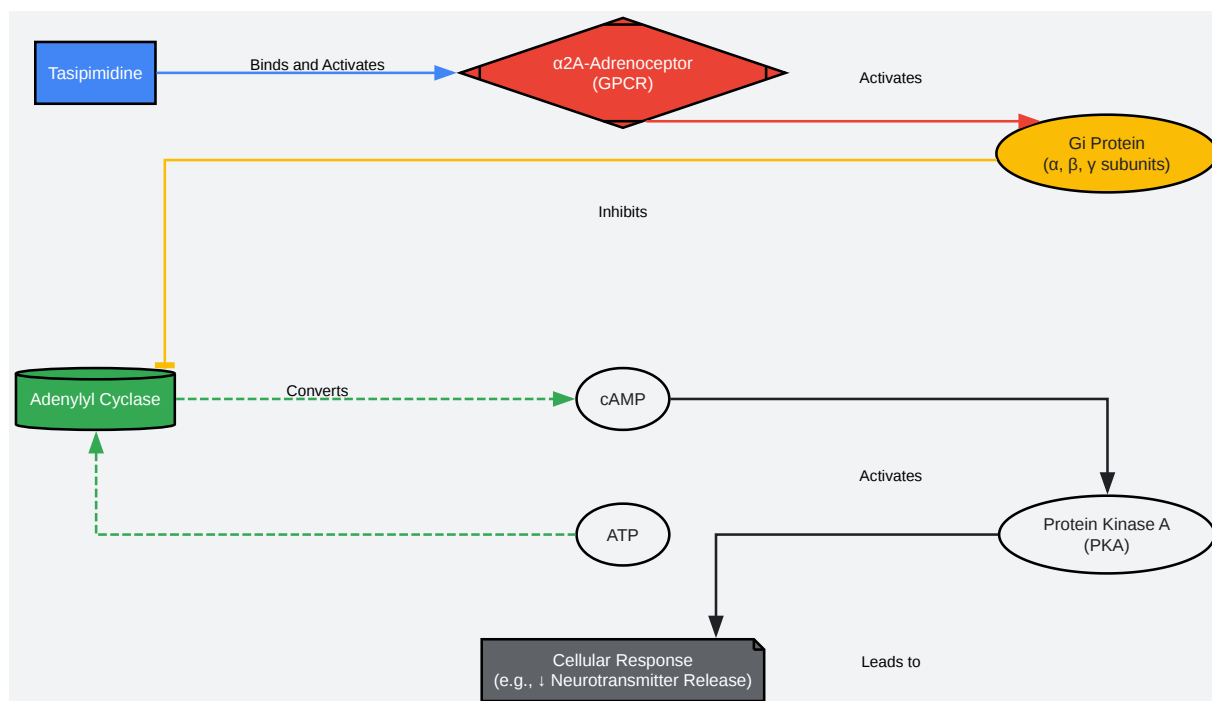 Tasipimidine
Binds and Activates
α2A-Adrenoceptor
(GPCR)
Activates
Gi Protein
(α, β, γ subunits)
Inhibits
Adenylyl Cyclase
Converts
cAMP
Activates
ATP
Protein Kinase A
(PKA)
Cellular Response
(e.g., ↓ Neurotransmitter Release)
Leads to